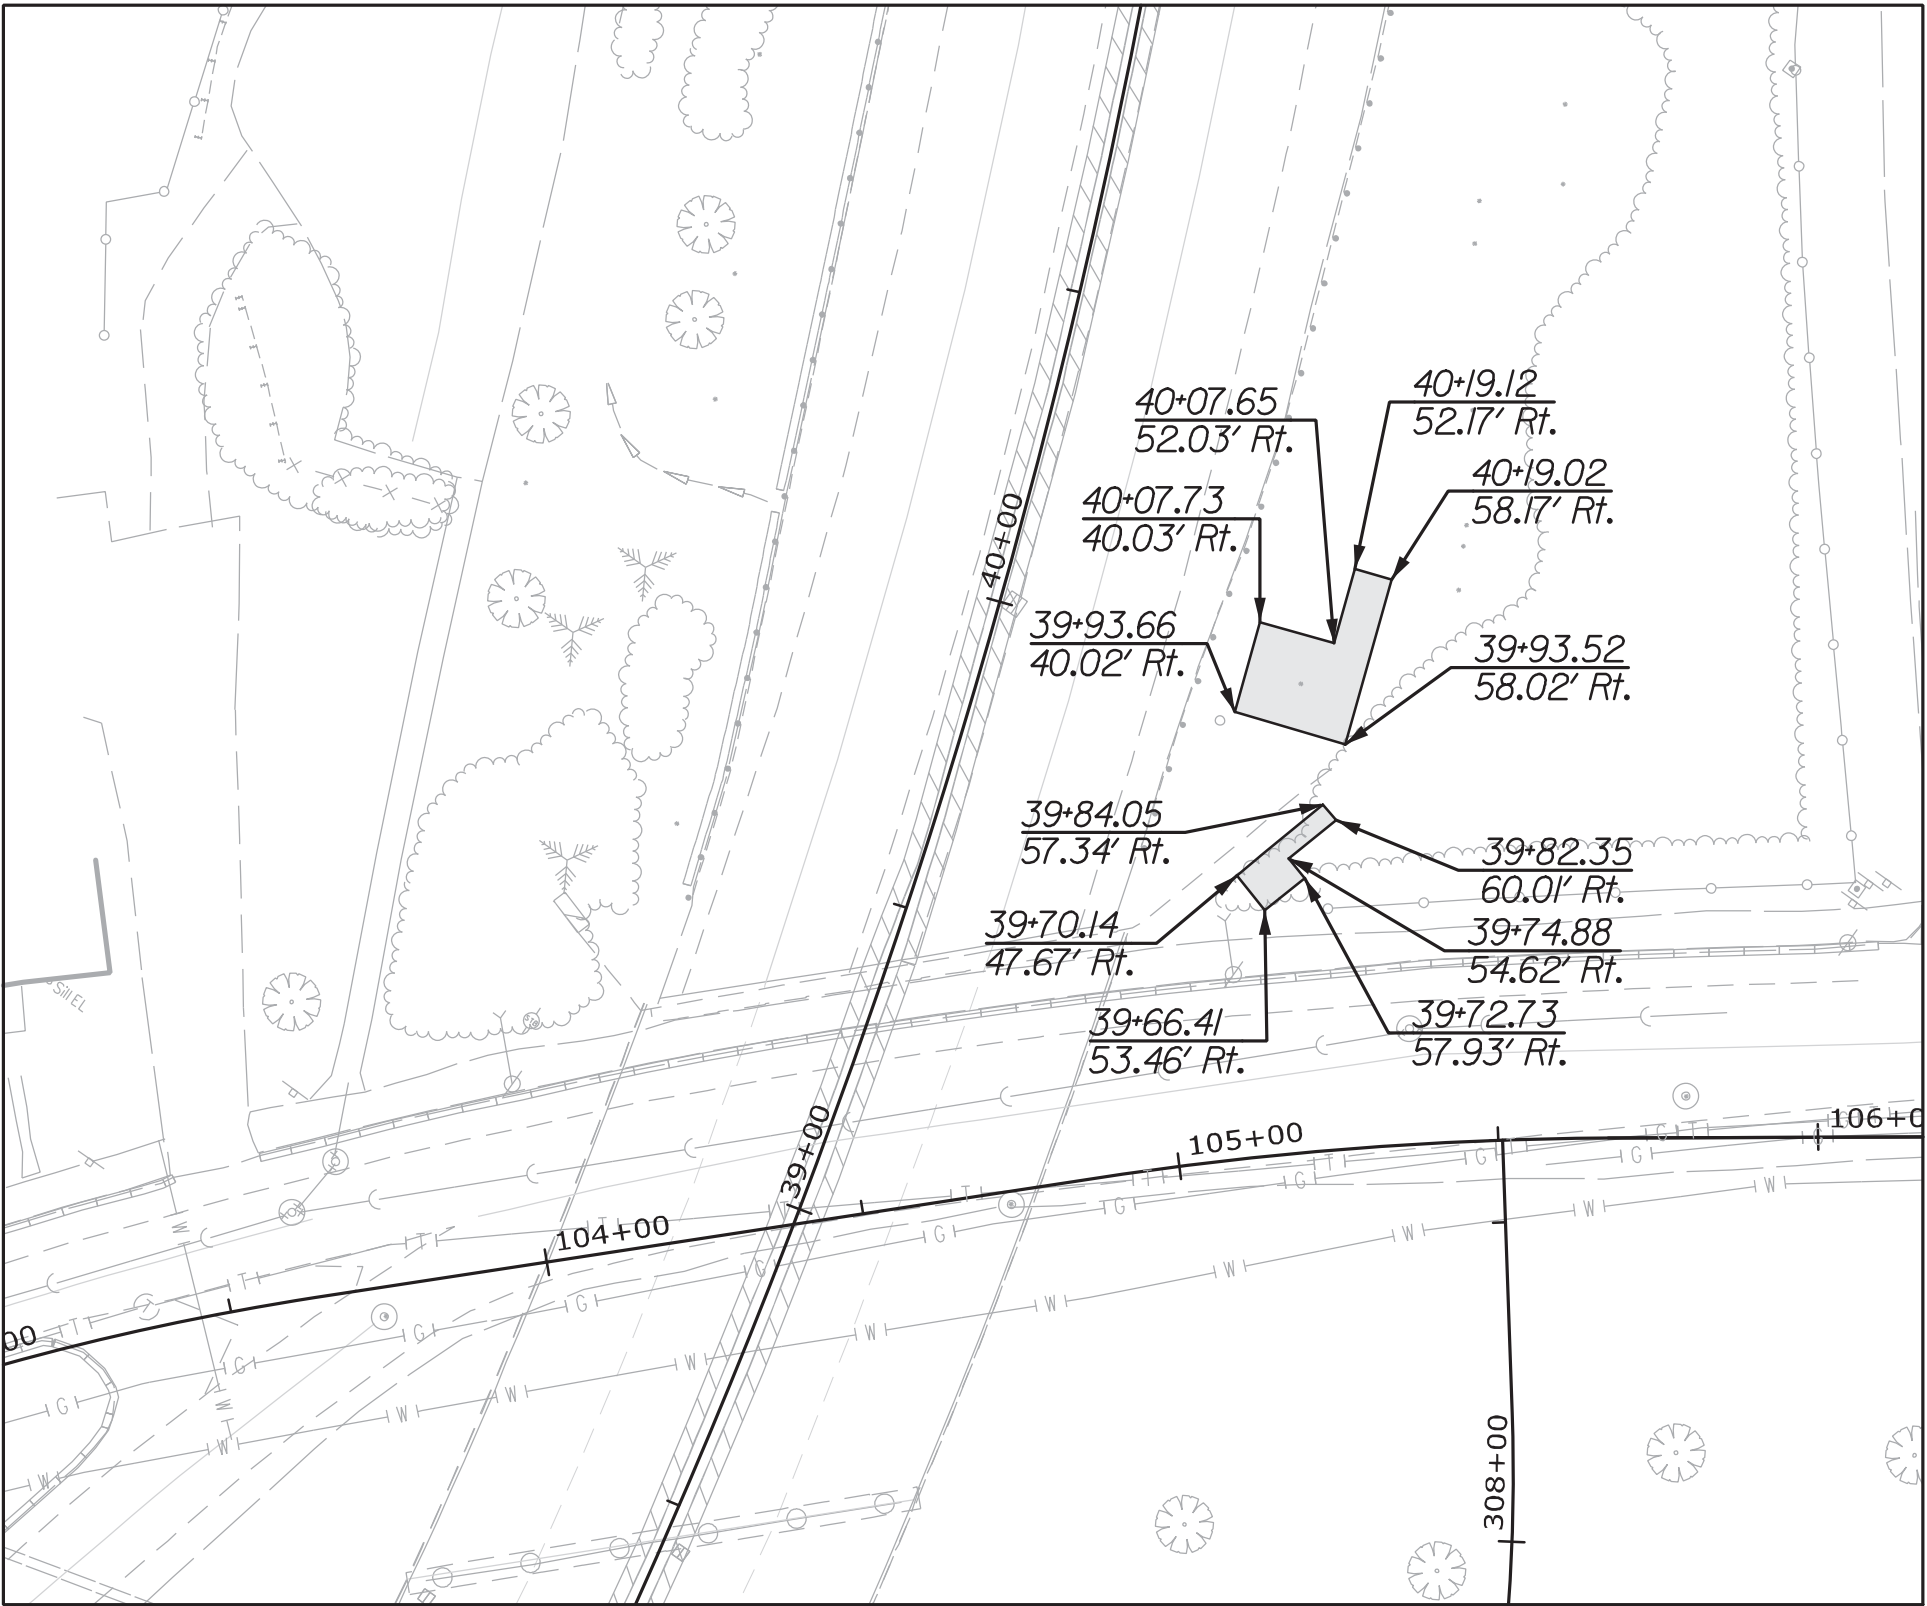 40+19.12
52.17' Rt.
40+07.65
52.03' Rt.
40+19.02
58.17' Rt.
40+07.73
40.03' Rt.
40+00
39+93.66
40.02' Rt.
39+93.52
58.02' Rt.
39+84.05
57.34' Rt.
39+82.35
60.01' Rt.
39+70.14
47.67' Rt.
39+74.88
54.62' Rt.
Sill EL
39+66.41
53.46' Rt.
39+72.73
57.93' Rt.
39+00
105+00
106+0
104+00
00
T T T T T T T T
G G G G G G G G G G
W W W W W W W W W W W
308+00